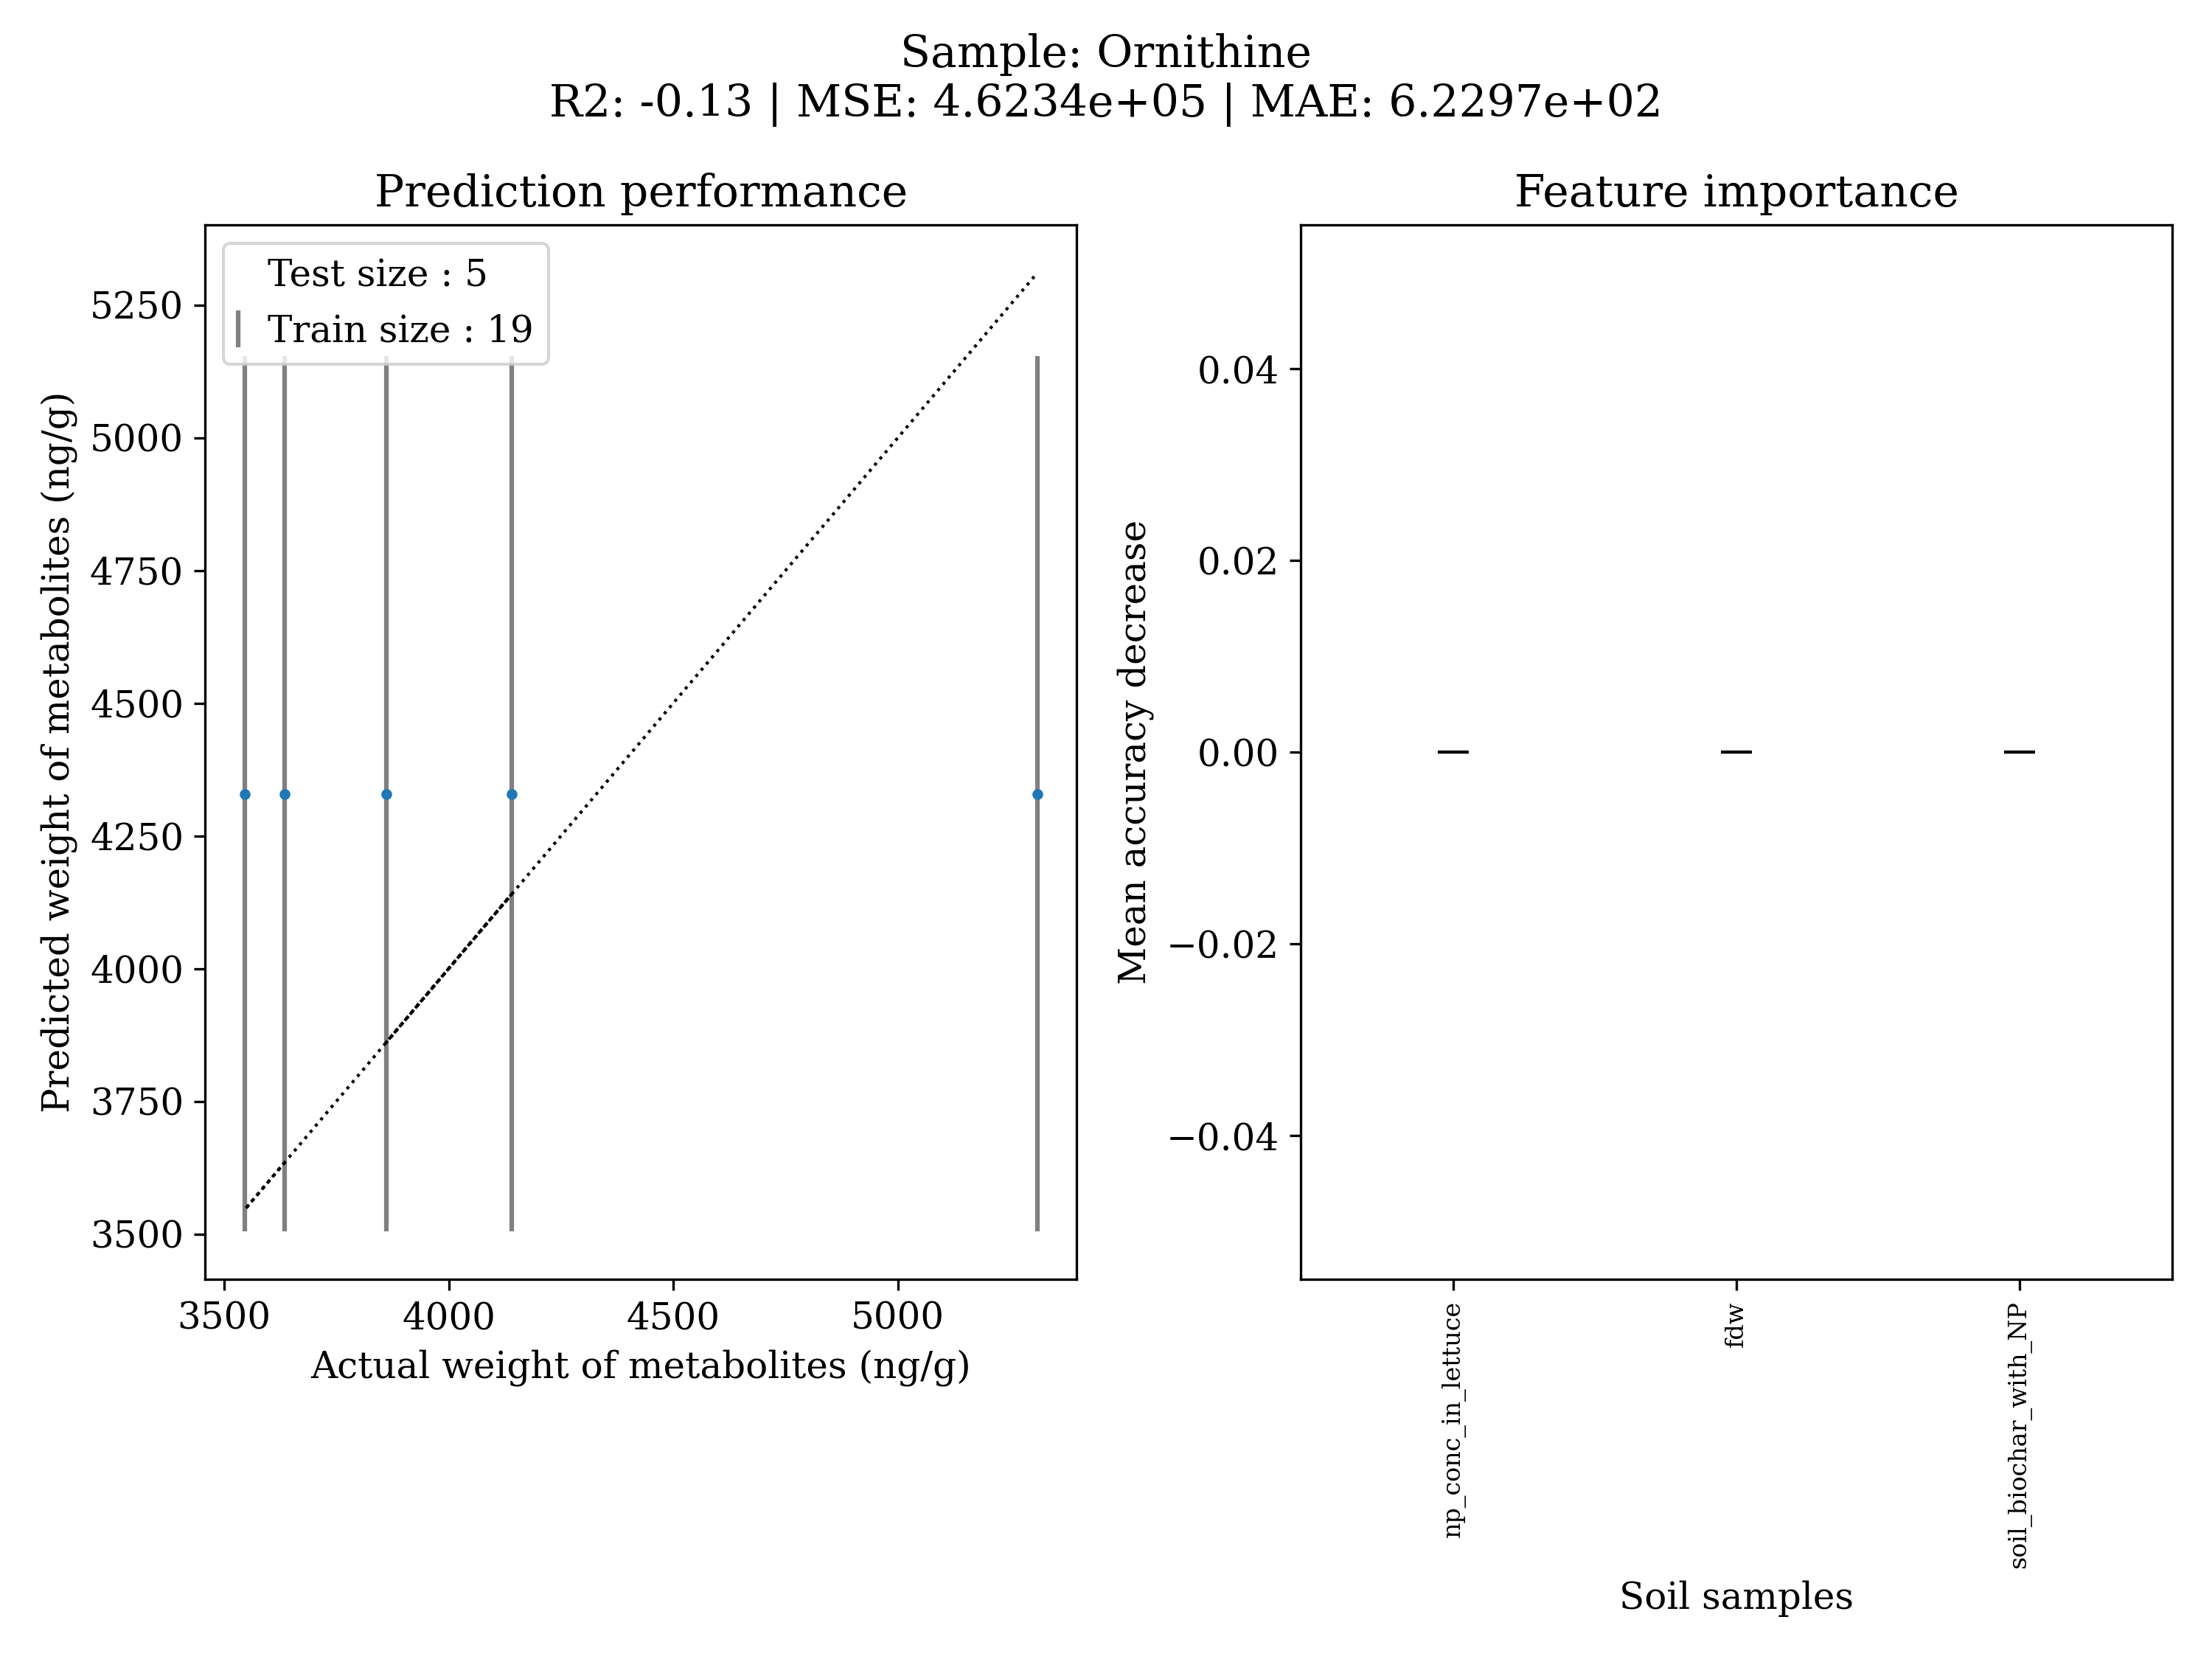 Sample: Ornithine
R2: -0.13 | MSE: 4.6234e+05 | MAE: 6.2297e+02
Prediction performance
Test size : 5
Train size : 19
5250
5000
4750
4500
4250
4000
3750
3500
Predicted weight of metabolites (ng/g)
3500 4000 4500 5000
Actual weight of metabolites (ng/g)
Feature importance
0.04
0.02
0.00
−0.02
−0.04
Mean accuracy decrease
np_conc_in_lettuce
fdw
soil_biochar_with_NP
Soil samples